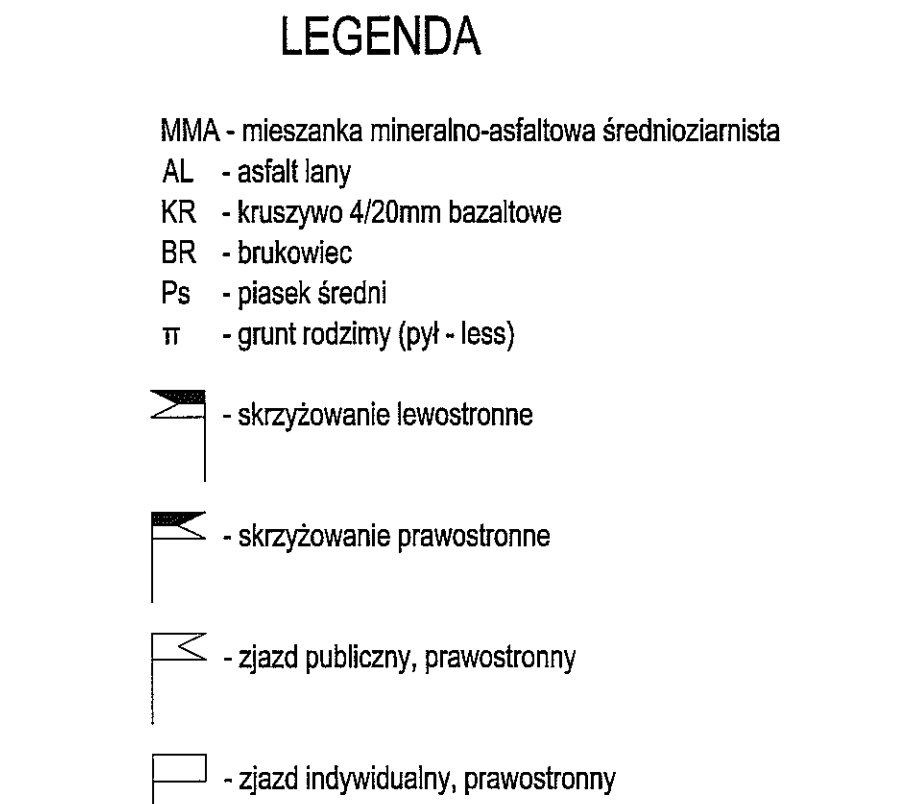 LEGENDA
MMA - mieszanka mineralno-asfaltowa średnioziarnista
AL - asfalt lany
KR - kruszywo 4/20mm bazaltowe
BR - brukowiec
Ps - piasek średni
π - grunt rodzimy (pył - less)
- skrzyżowanie lewostronne
- skrzyżowanie prawostronne
- zjazd publiczny, prawostronny
- zjazd indywidualny, prawostronny